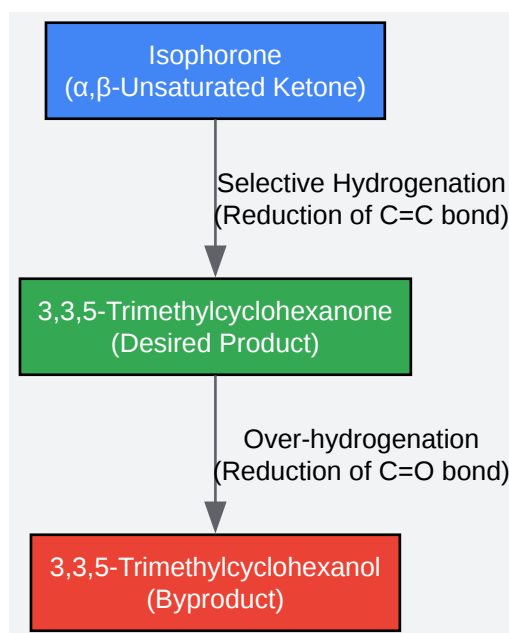 Isophorone
(α,β-Unsaturated Ketone)
Selective Hydrogenation
(Reduction of C=C bond)
3,3,5-Trimethylcyclohexanone
(Desired Product)
Over-hydrogenation
(Reduction of C=O bond)
3,3,5-Trimethylcyclohexanol
(Byproduct)